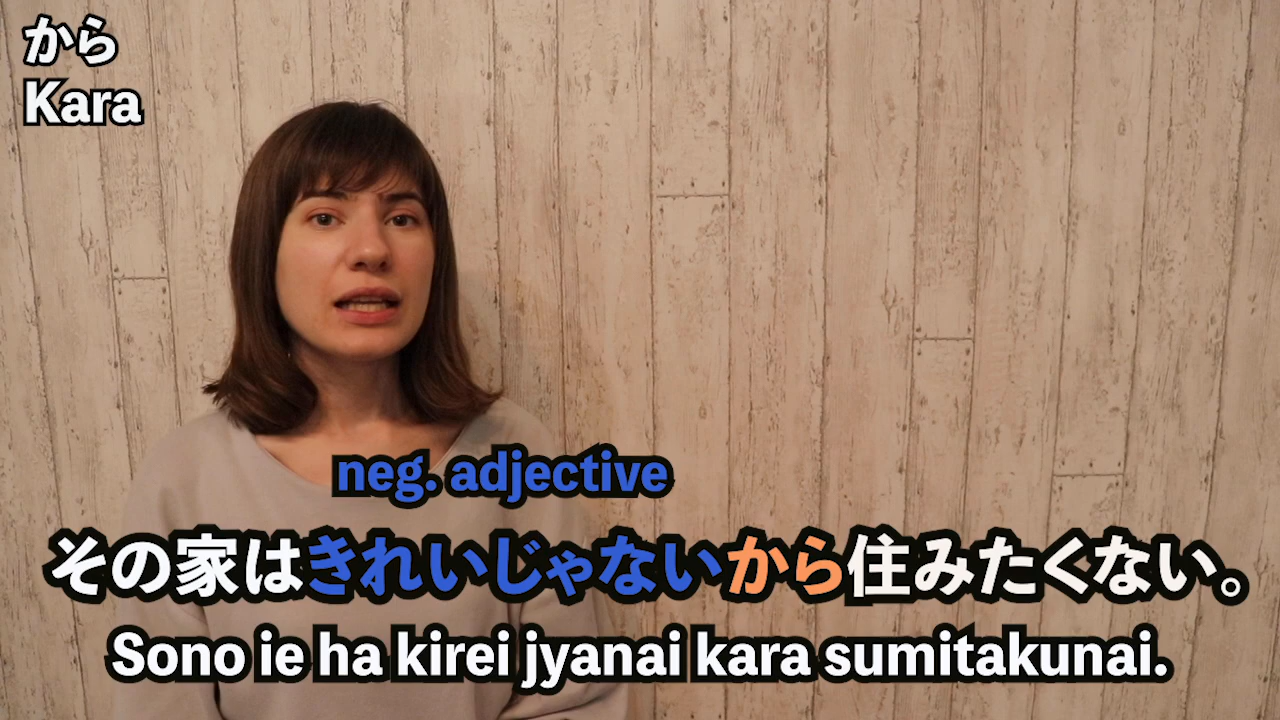 から
Kara
neg. adjective
その家はきれいじゃないから住みたくない。
Sono ie ha kirei jyanai kara sumitakunai.